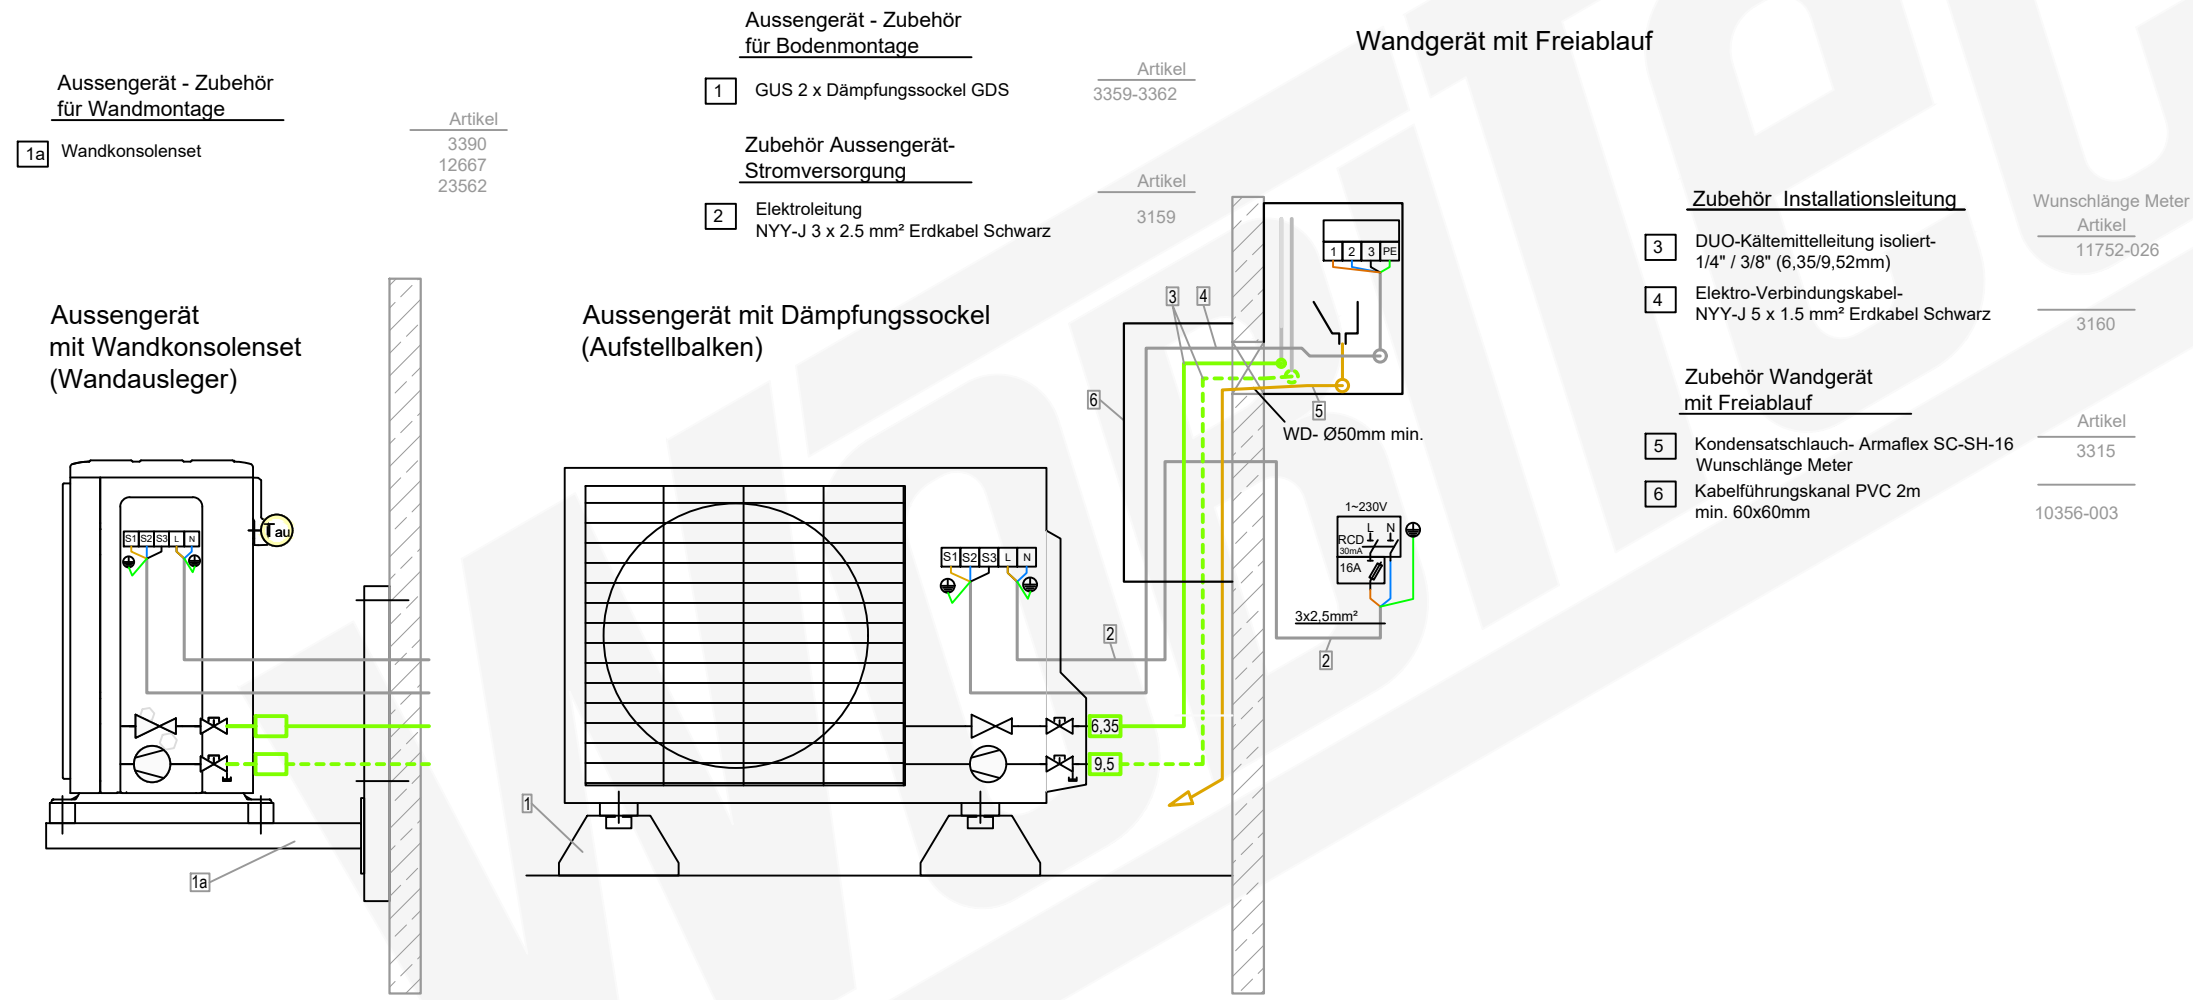 Aussengerät - Zubehör
für Wandmontage
Artikel
1a Wandkonsolenset
3390
12667
23562
Aussengerät - Zubehör
für Bodenmontage
Artikel
1 GUS 2 x Dämpfungssockel GDS
3359-3362
Zubehör Aussengerät-
Stromversorgung
Artikel
2 Elektroleitung
NYY-J 3 x 2.5 mm² Erdkabel Schwarz
3159
Wandgerät mit Freiablauf
Zubehör Installationsleitung
Wunschlänge Meter
Artikel
3 DUO-Kältemittelleitung isoliert-
1/4" / 3/8" (6,35/9,52mm)
11752-026
4 Elektro-Verbindungskabel-
NYY-J 5 x 1.5 mm² Erdkabel Schwarz
3160
Zubehör Wandgerät
mit Freiablauf
Artikel
5 Kondensatschlauch- Armaflex SC-SH-16
Wunschlänge Meter
3315
6 Kabelführungskanal PVC 2m
min. 60x60mm
10356-003
Aussengerät
mit Wandkonsolenset
(Wandausleger)
Tau
S1 S2 S3 L N
1a
Aussengerät mit Dämpfungssockel
(Aufstellbalken)
S1 S2 S3 L N
6,35
9,5
1
2
3 4
6
5
1 2 3 PE
WD- Ø50mm min.
1~230V
L N
RCD
30mA
16A
3x2,5mm²
2